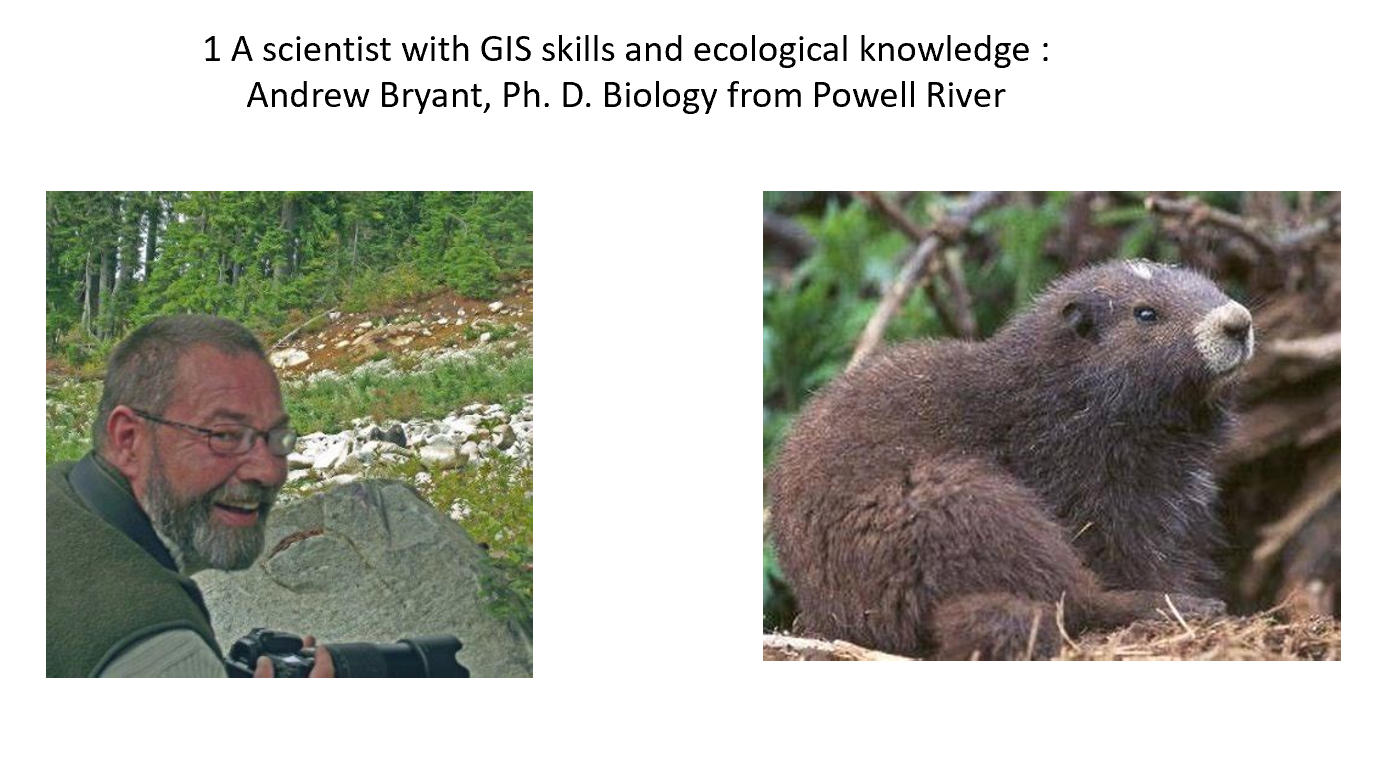 1 A scientist with GIS skills and ecological knowledge :
Andrew Bryant, Ph. D. Biology from Powell River